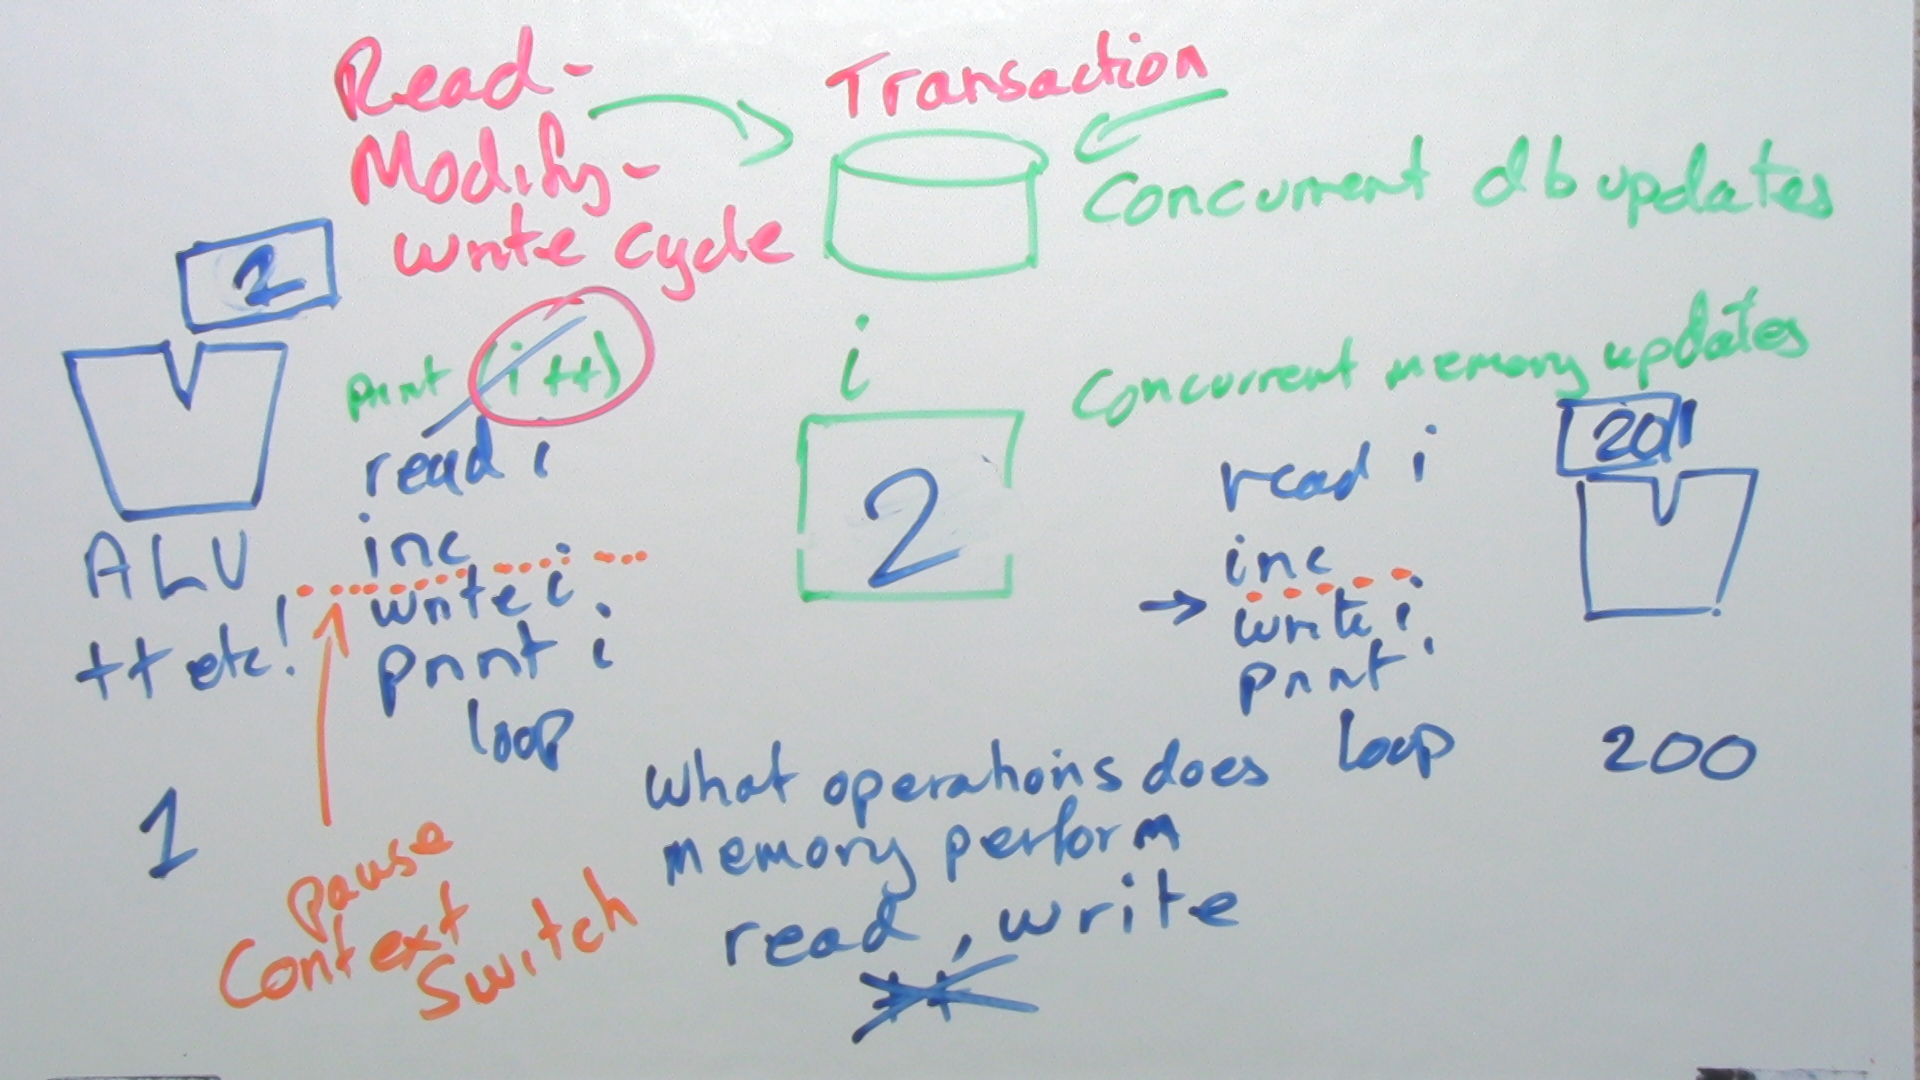 Read-
Modify-
write cycle
Transaction
Concurrent db updates
2
print (i++)
i
Concurrent memory updates
201
read i
inc
write i
print i
loop
2
read i
inc
write i
print i
loop
ALU
++ etc!
1
200
pause
Context
Switch
What operations does
memory perform
read, write
++